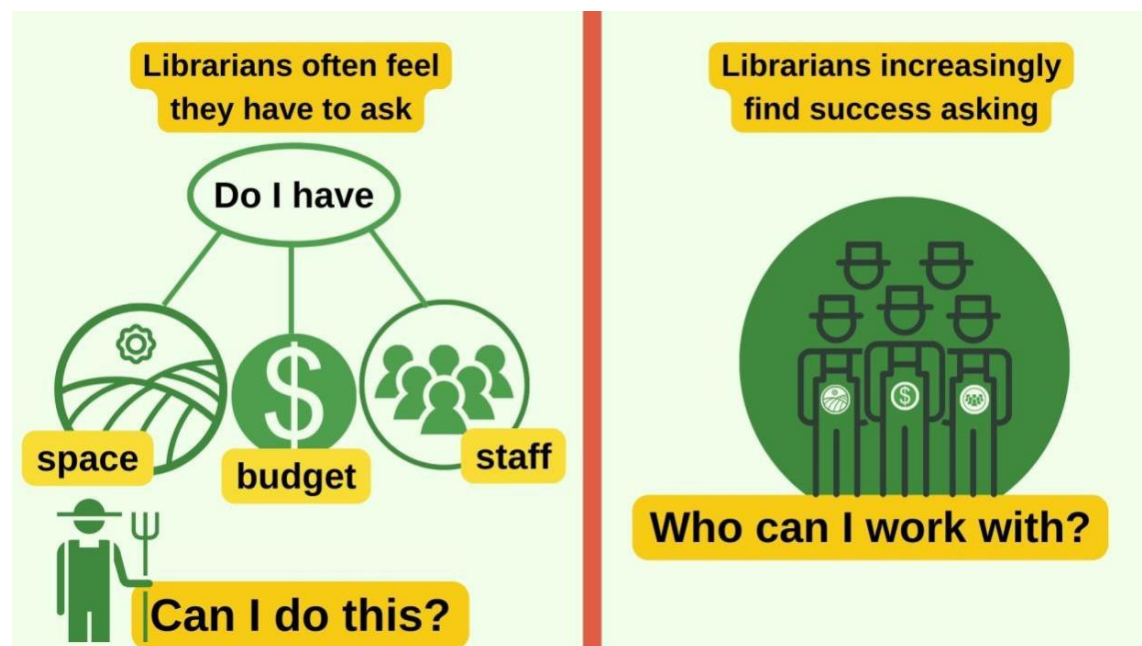 Librarians often feel
they have to ask
Do I have
$
space
budget
staff
Can I do this?
Librarians increasingly
find success asking
$
Who can I work with?